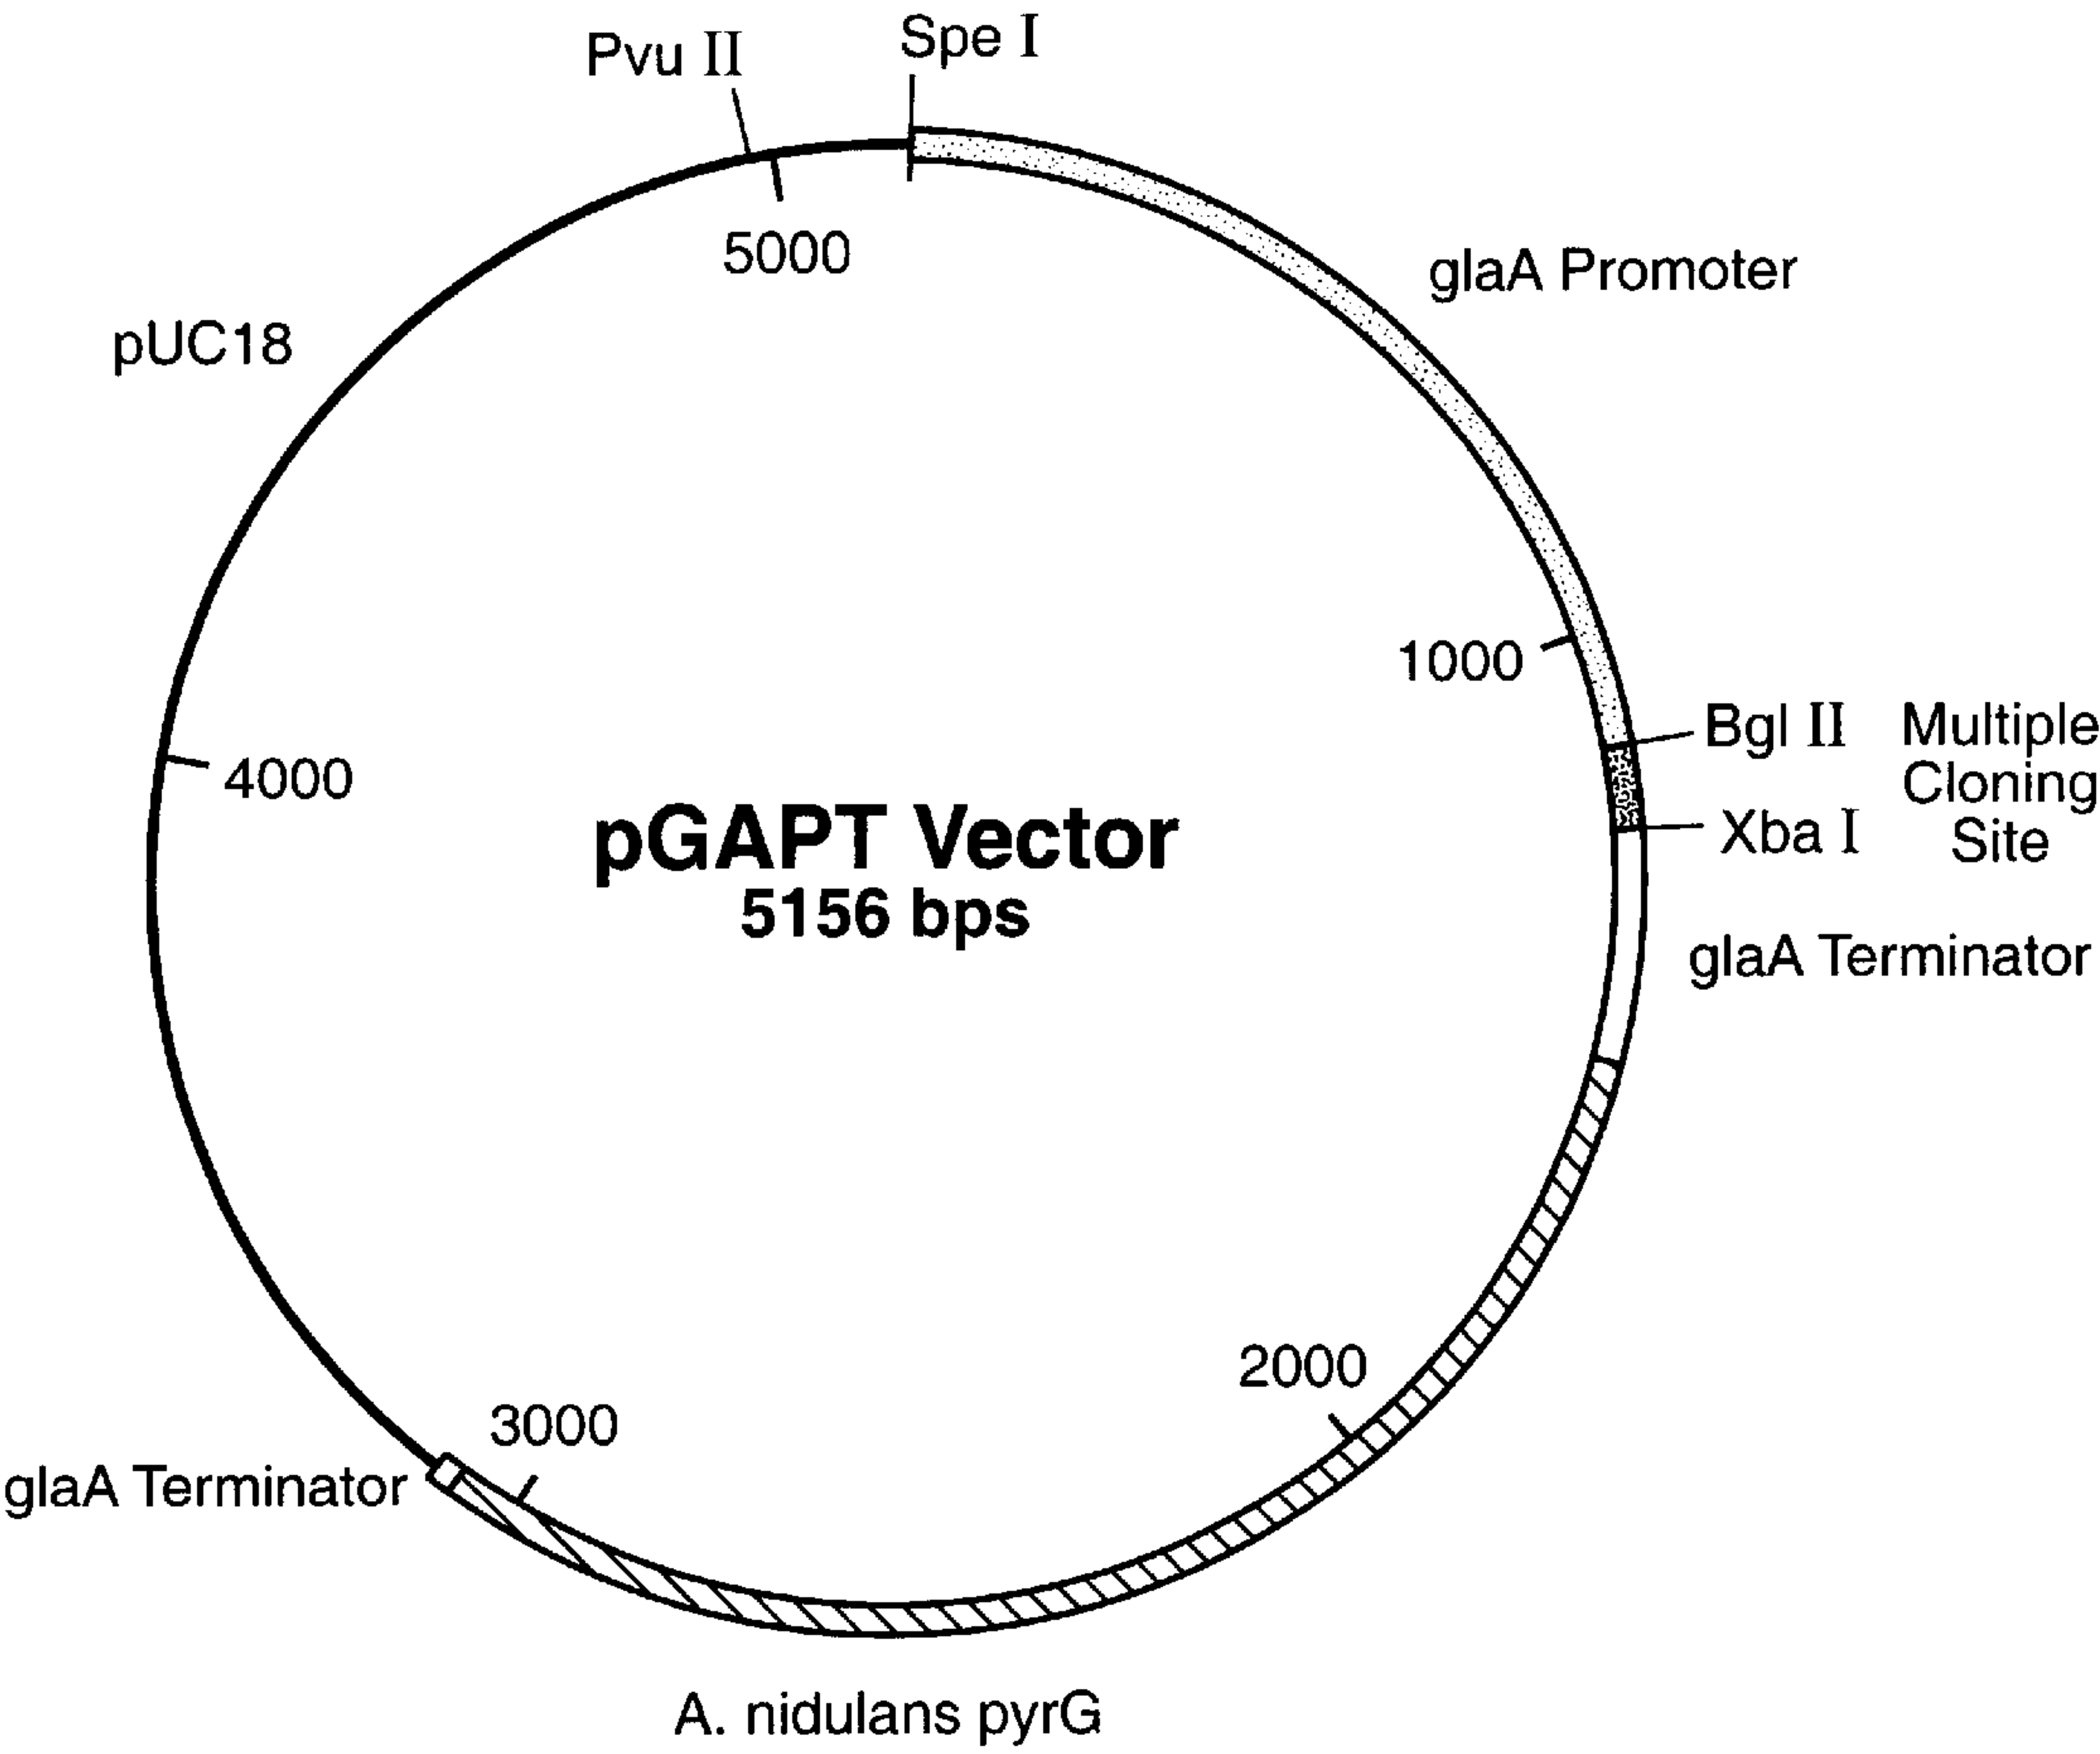 Pvu II
Spe I
5000
glaA Promoter
pUC18
1000
Bgl II
Multiple
Cloning
Site
Xba I
4000
pGAPT Vector
5156 bps
glaA Terminator
2000
3000
glaA Terminator
A. nidulans pyrG